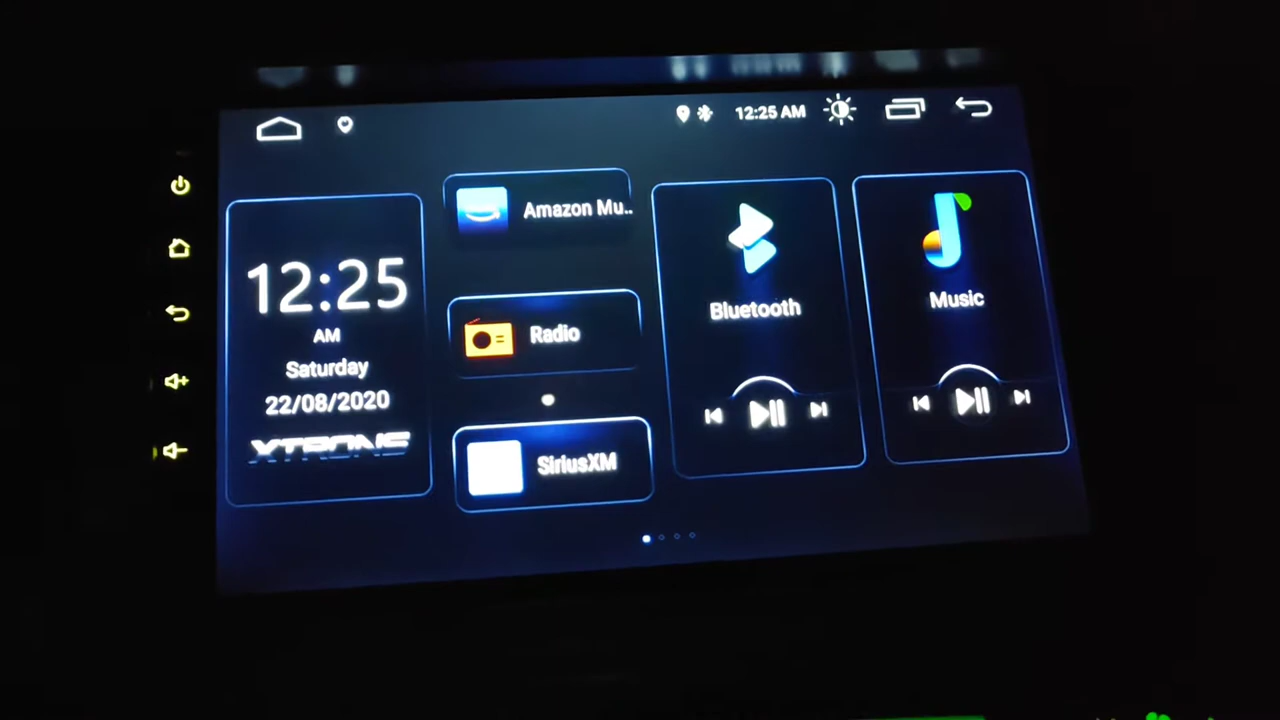 12:25 AM
12:25
AM
Saturday
22/08/2020
XTRONS
Amazon Mu..
Radio
SiriusXM
Bluetooth
Music